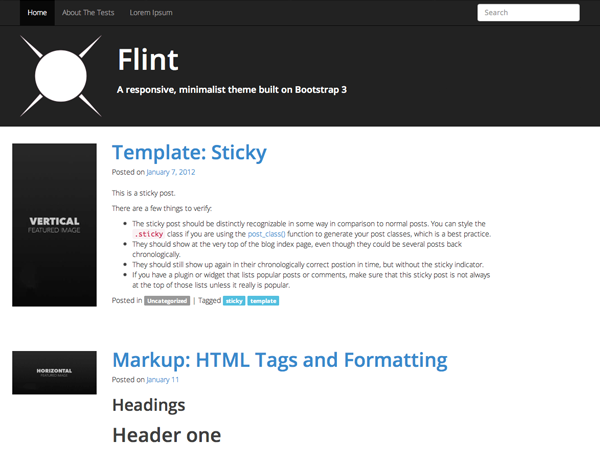 Home About The Tests Lorem Ipsum Search
Flint
A responsive, minimalist theme built on Bootstrap 3
VERTICAL
FEATURED IMAGE
Template: Sticky
Posted on January 7, 2012
This is a sticky post.
There are a few things to verify:
• The sticky post should be distinctly recognizable in some way in comparison to normal posts. You can style the
.sticky class if you are using the post_class() function to generate your post classes, which is a best practice.
• They should show at the very top of the blog index page, even though they could be several posts back
chronologically.
• They should still show up again in their chronologically correct postion in time, but without the sticky indicator.
• If you have a plugin or widget that lists popular posts or comments, make sure that this sticky post is not always
at the top of those lists unless it really is popular.
Posted in Uncategorized | Tagged sticky template
HORIZONTAL
FEATURED IMAGE
Markup: HTML Tags and Formatting
Posted on January 11
Headings
Header one